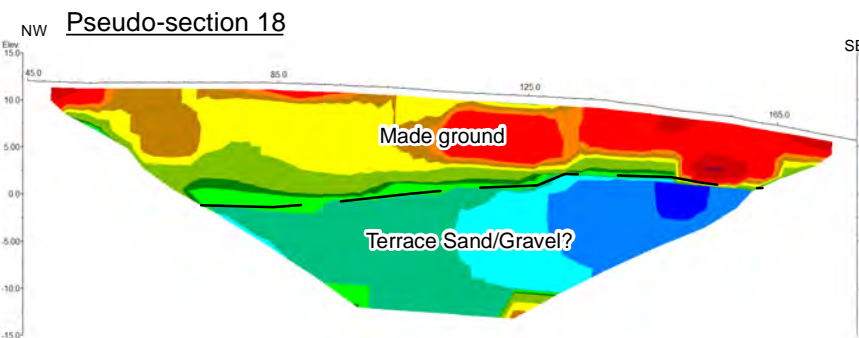 NW Pseudo-section 18
SE
Elev.
15.0
45.0
85.0
125.0
165.0
10.0
Made ground
5.00
0.0
Terrace Sand/Gravel?
-5.00
-10.0
-15.0